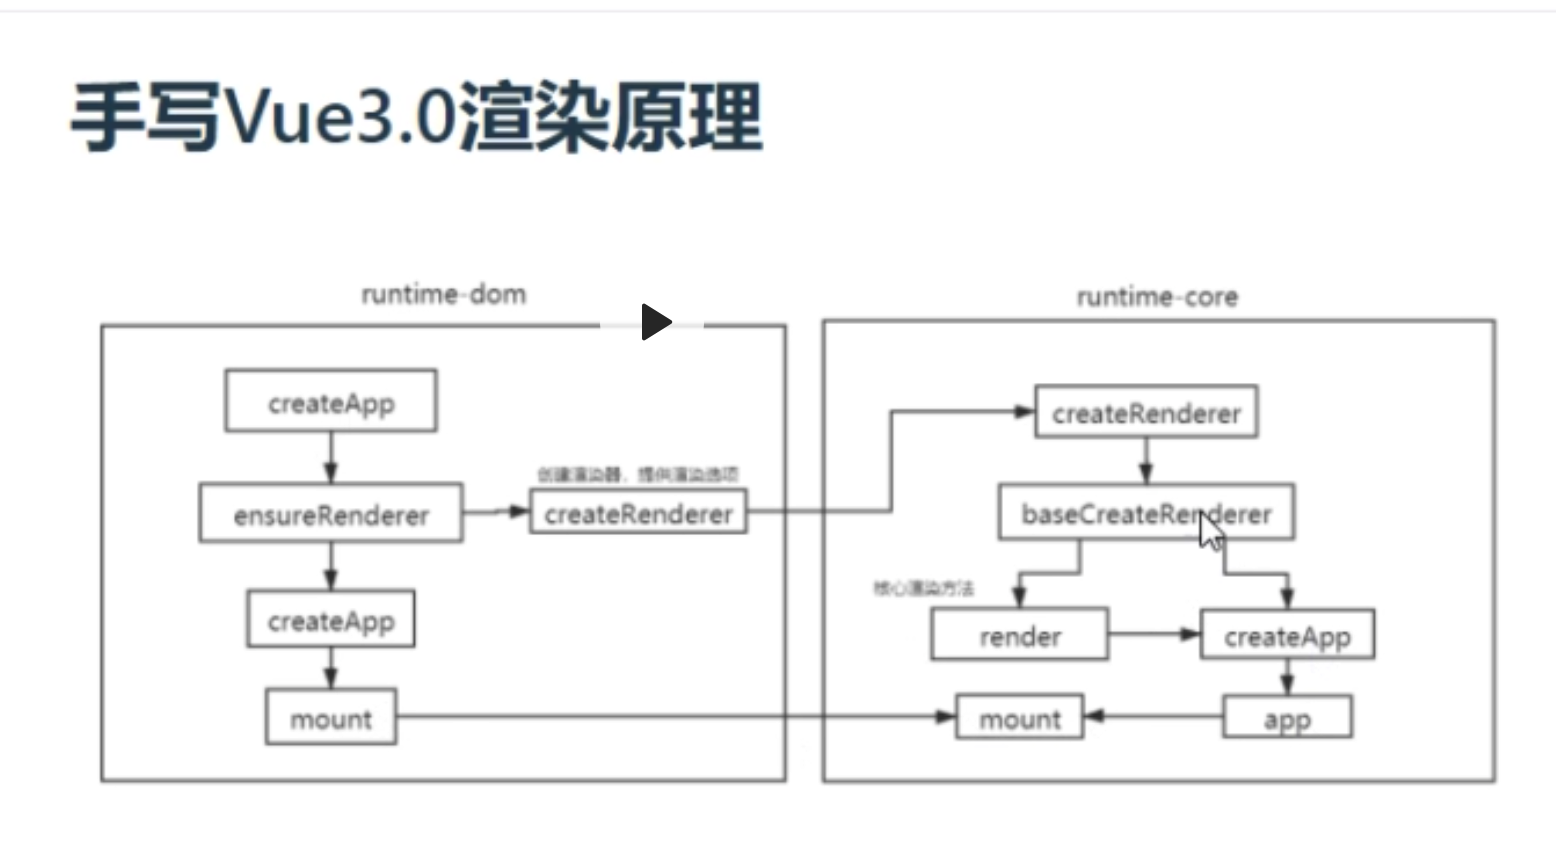 手写Vue3.0渲染原理
runtime-dom
createApp
ensureRenderer
创建渲染器，提供渲染选项
createRenderer
createApp
mount
runtime-core
createRenderer
baseCreateRenderer
核心渲染方法
render
createApp
mount
app